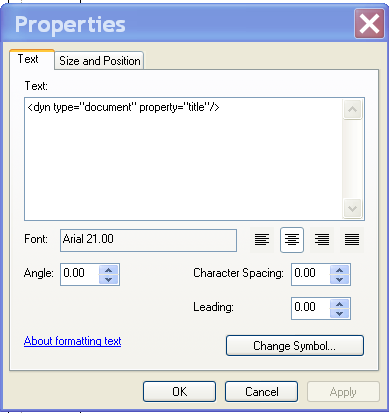 Properties
Text
Size and Position
Text:
<dyn type="document" property="title"/>
Font:
Arial 21.00
Angle:
0.00
Character Spacing:
0.00
Leading:
0.00
About formatting text
Change Symbol...
OK
Cancel
Apply